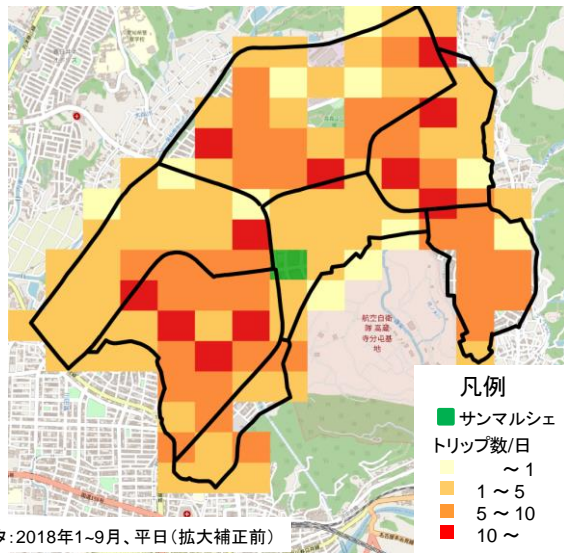 航空自衛
隊 高蔵
寺分屯基
地
凡例
サンマルシェ
トリップ数/日
～ 1
1 ～ 5
5 ～ 10
10 ～
タ:2018年1~9月、平日(拡大補正前)